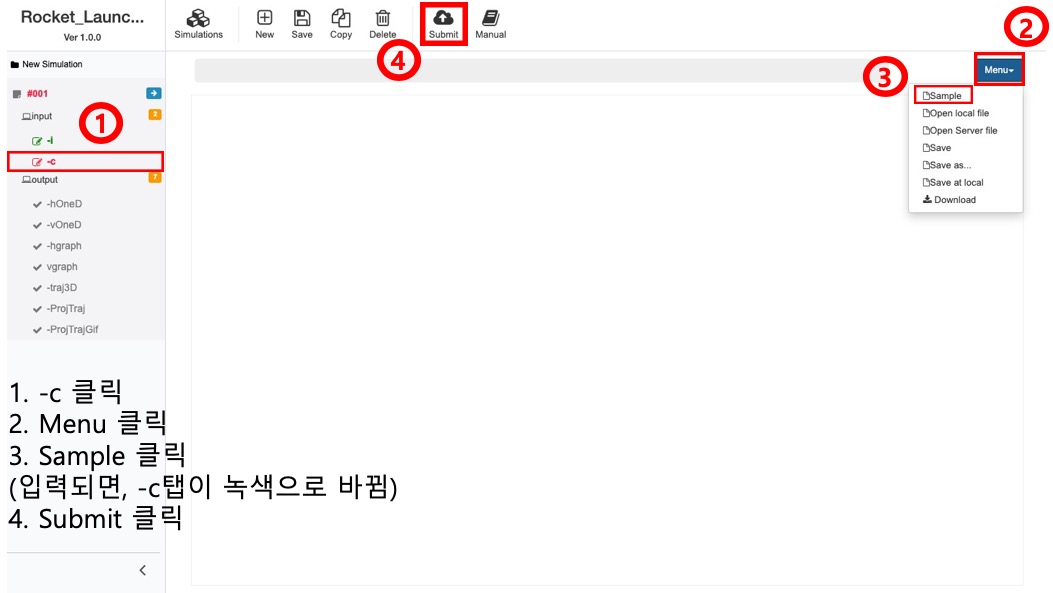 Rocket_Launc...
Ver 1.0.0
Simulations
New
Save
Copy
Delete
Submit
Manual
2
4
3
Menu
New Simulation
#001
input
2
1
-i
-c
output
7
-hOneD
-vOneD
-hgraph
vgraph
-traj3D
-ProjTraj
-ProjTrajGif
Sample
Open local file
Open Server file
Save
Save as...
Save at local
Download
1. -c 클릭
2. Menu 클릭
3. Sample 클릭
(입력되면, -c탭이 녹색으로 바뀜)
4. Submit 클릭